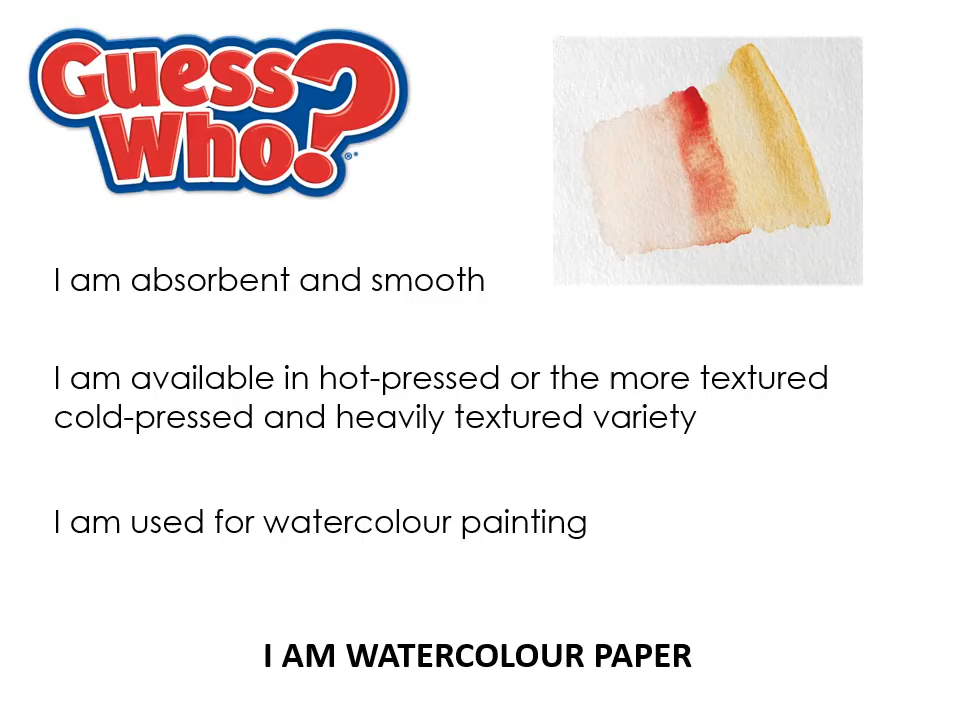 Guess
Who?®
I am absorbent and smooth
I am available in hot-pressed or the more textured
cold-pressed and heavily textured variety
I am used for watercolour painting
I AM WATERCOLOUR PAPER